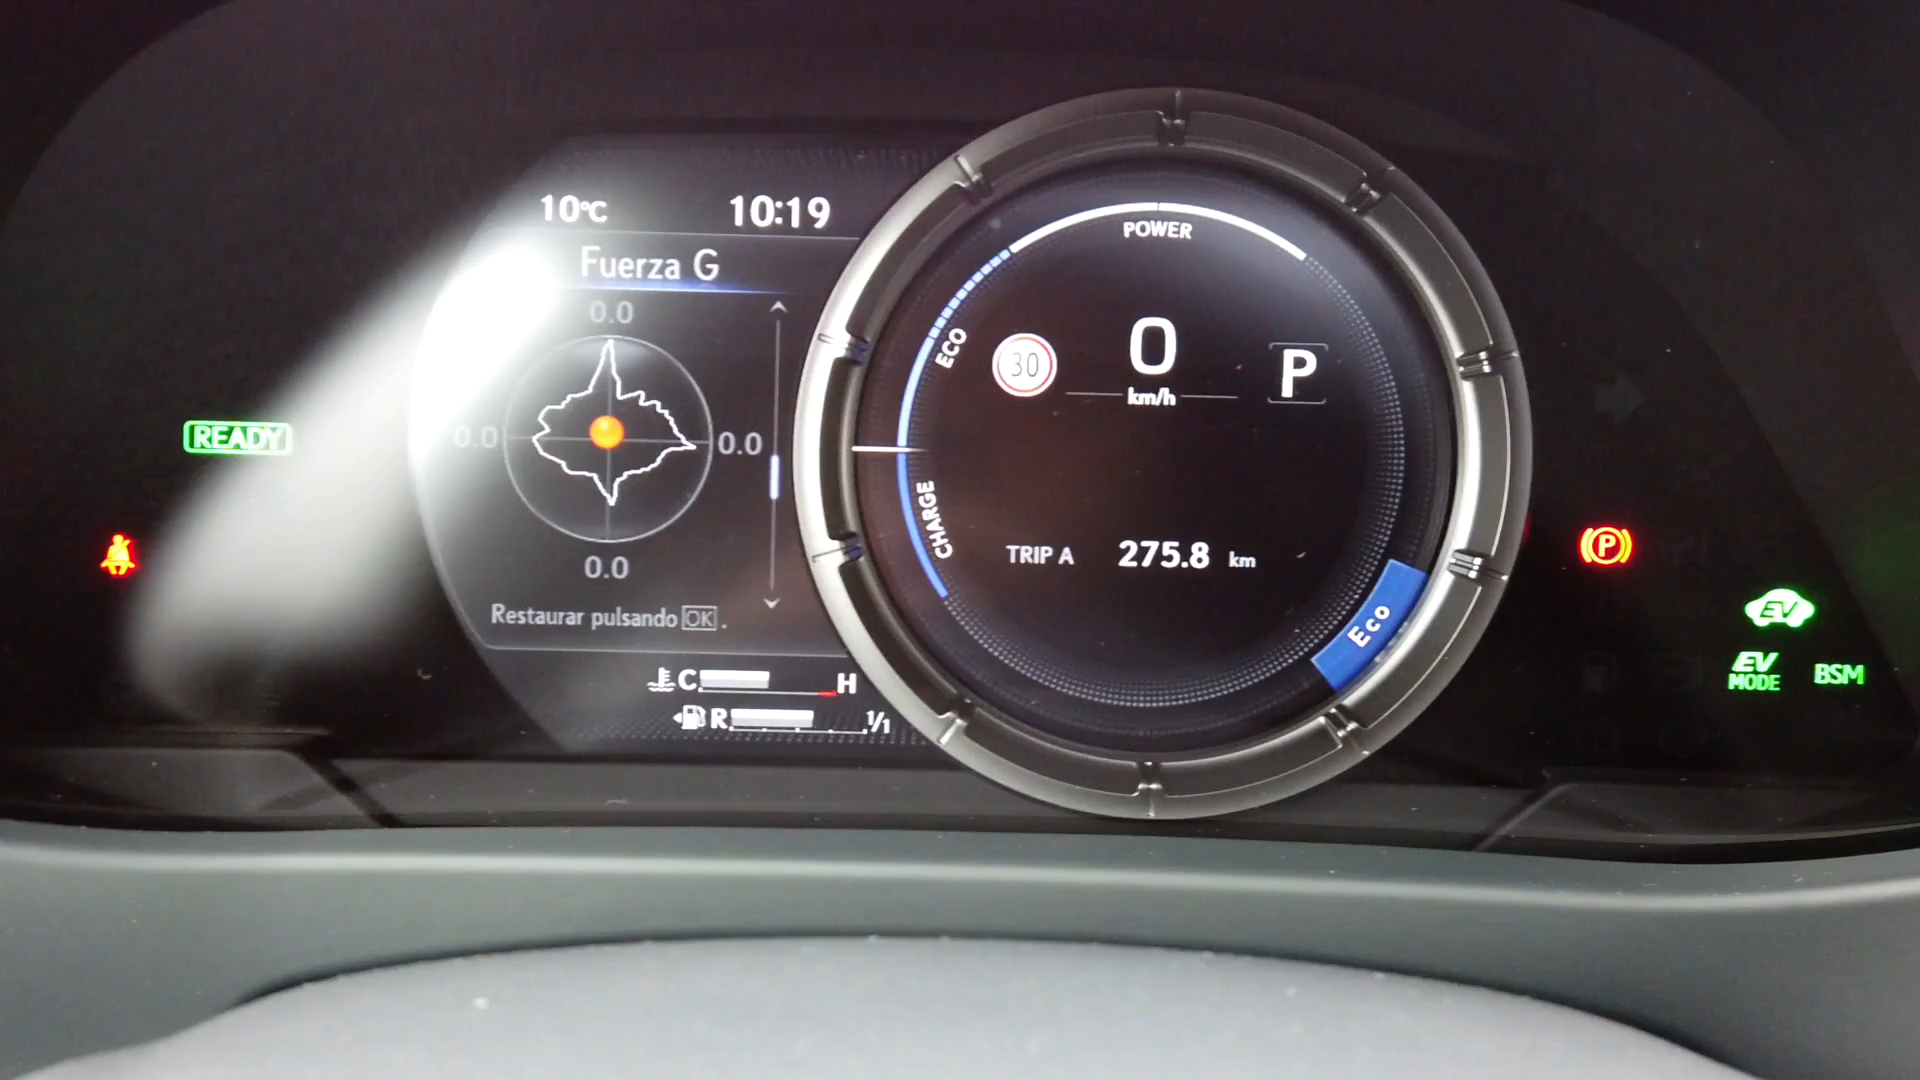 10°C 10:19
Fuerza G
0.0
0.0 0.0
0.0
Restaurar pulsando OK.
C H
R 1/1
READY
POWER
ECO
CHARGE
30
0
km/h
P
TRIP A 275.8 km
Eco
P
EV
EV
MODE
BSM